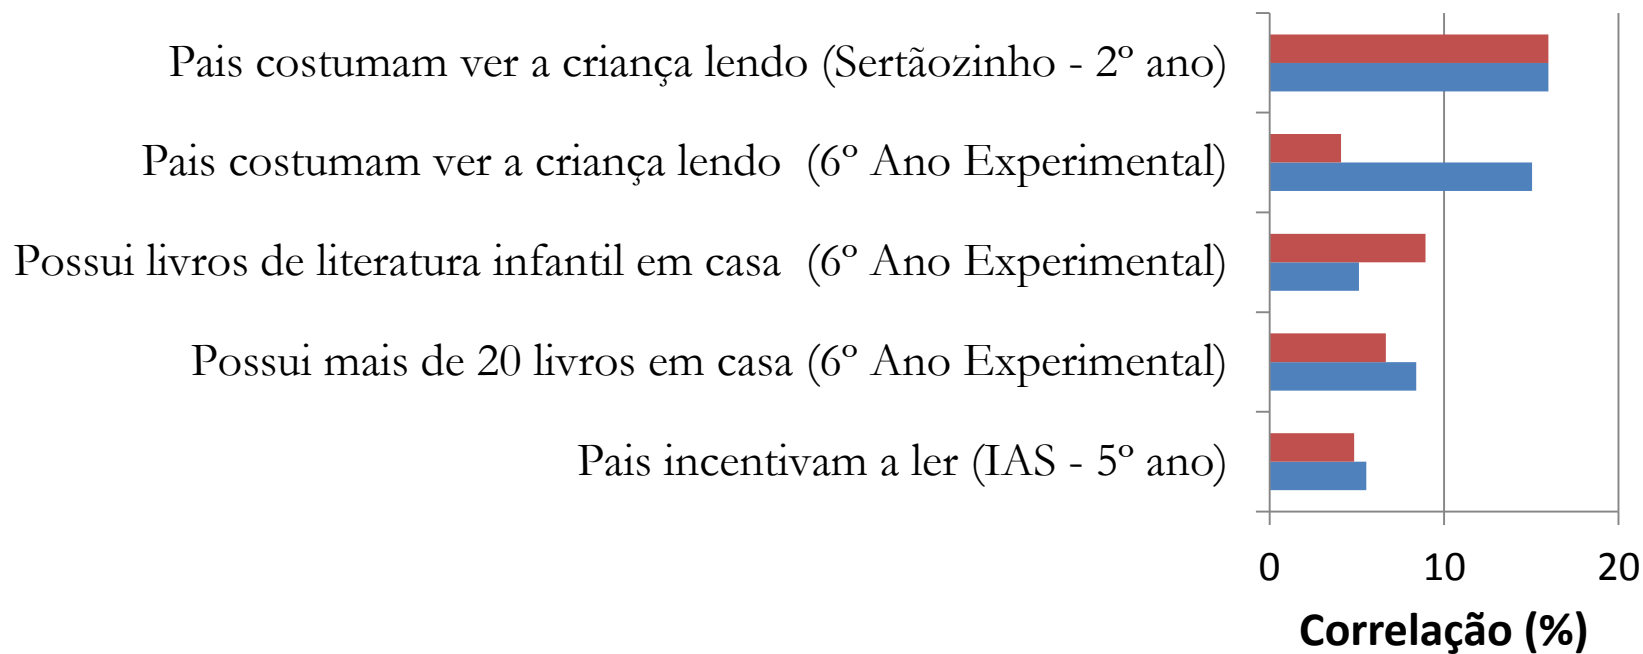 Pais costumam ver a criança lendo (Sertãozinho - 2º ano)
Pais costumam ver a criança lendo  (6º Ano Experimental)
Possui livros de literatura infantil em casa  (6º Ano Experimental)
Possui mais de 20 livros em casa (6º Ano Experimental)
Pais incentivam a ler (IAS - 5º ano)
0 10 20
Correlação (%)